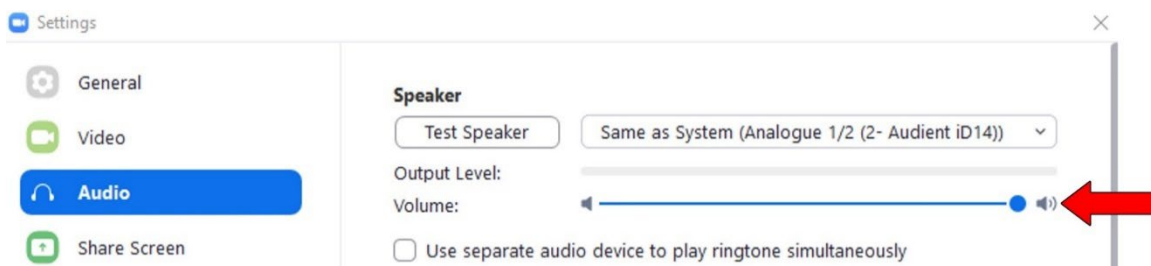 Settings
General
Video
Audio
Share Screen
Speaker
Test Speaker
Same as System (Analogue 1/2 (2- Audient iD14))
Output Level:
Volume:
Use separate audio device to play ringtone simultaneously